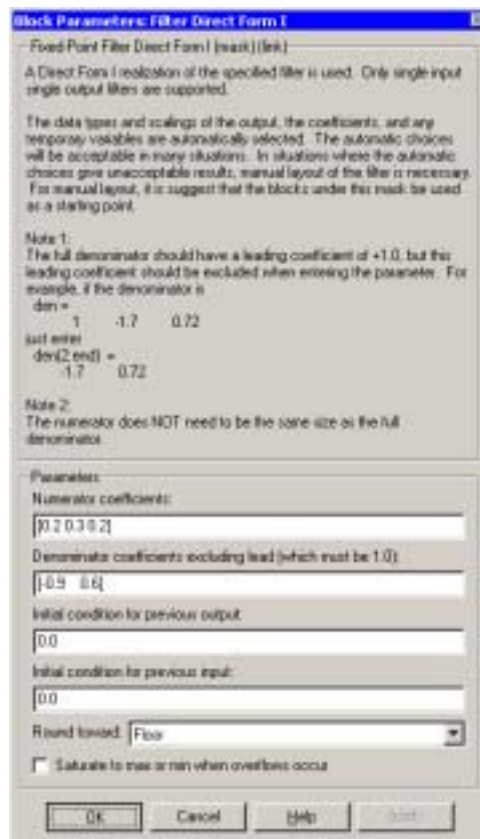 Block Parameters: Filter Direct Form I
Fixed-Point Filter Direct Form I (mask) (link)
A Direct Form I realization of the specified filter is used. Only single input
single output filters are supported.
The data types and scalings of the output, the coefficients, and any
temporary variables are automatically selected. The automatic choices
will be acceptable in many situations. In situations where the automatic
choices give unacceptable results, manual layout of the filter is necessary.
For manual layout, it is suggest that the blocks under this mask be used
as a starting point.
Note 1:
The full denominator should have a leading coefficient of +1.0, but this
leading coefficient should be excluded when entering the parameter. For
example, if the denominator is
den =
1 -1.7 0.72
just enter
den(2:end) =
-1.7 0.72
Note 2:
The numerator does NOT need to be the same size as the full
denominator.
Parameters
Numerator coefficients:
[0.2 0.3 0.2]
Denominator coefficients excluding lead (which must be 1.0):
[-0.9 0.6]
Initial condition for previous output:
0.0
Initial condition for previous input:
0.0
Round toward: Floor
Saturate to max or min when overflows occur
OK Cancel Help Apply